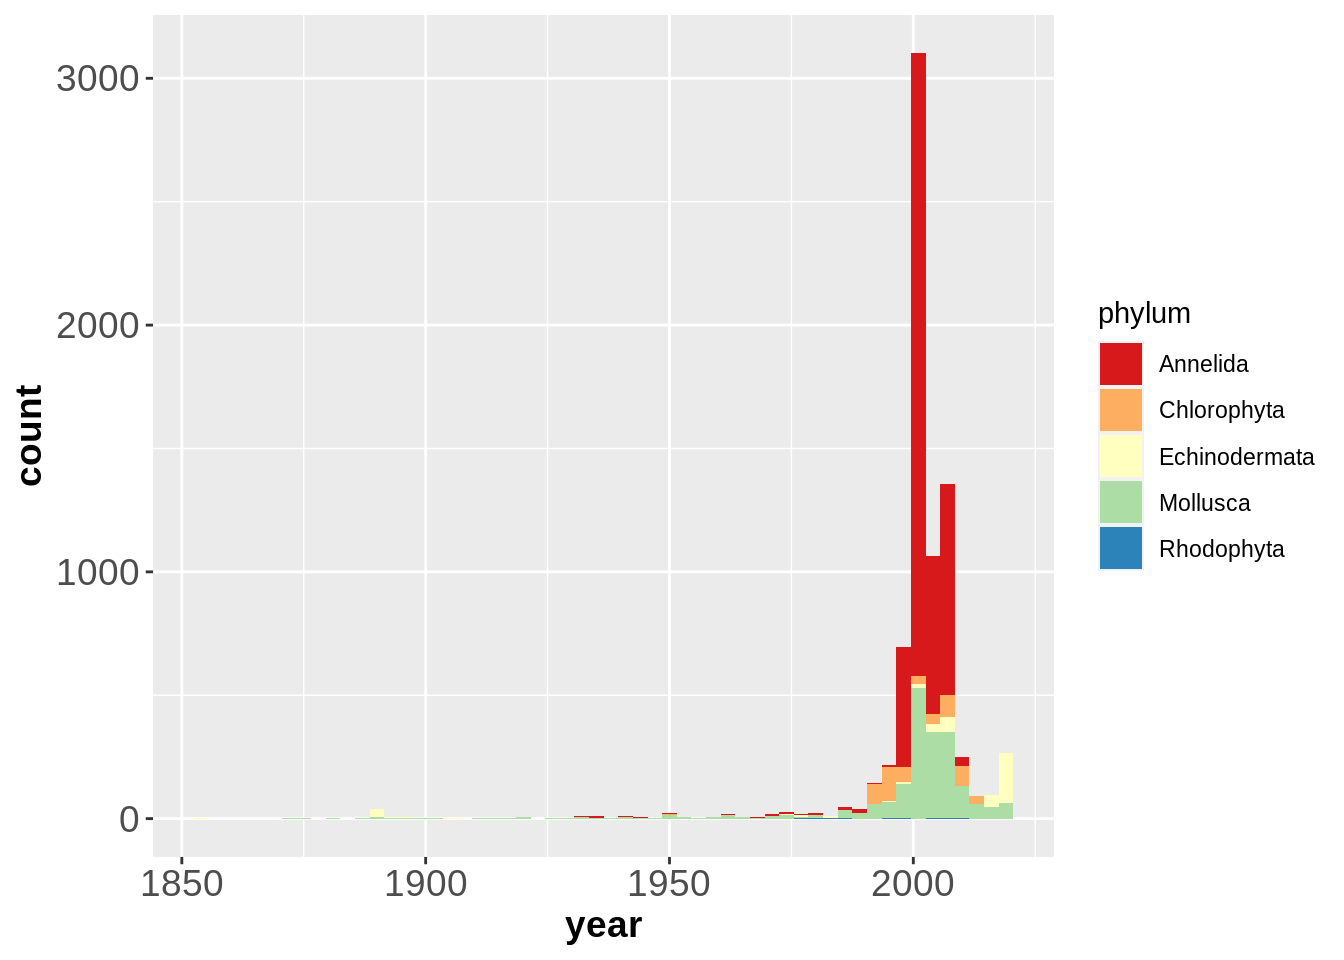 3000
2000
1000
0
count
1850 1900 1950 2000
year
phylum
Annelida
Chlorophyta
Echinodermata
Mollusca
Rhodophyta